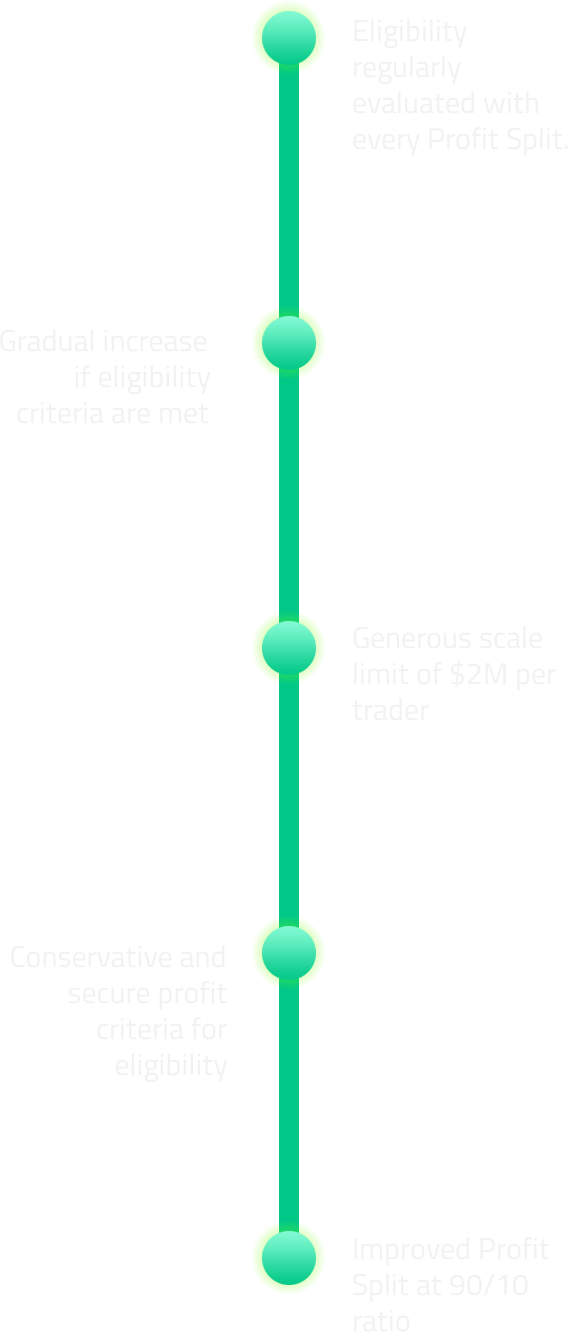 Eligibility
regularly
evaluated with
every Profit Split.
Gradual increase
if eligibility
criteria are met
Generous scale
limit of $2M per
trader
Conservative and
secure profit
criteria for
eligibility
Improved Profit
Split at 90/10
ratio